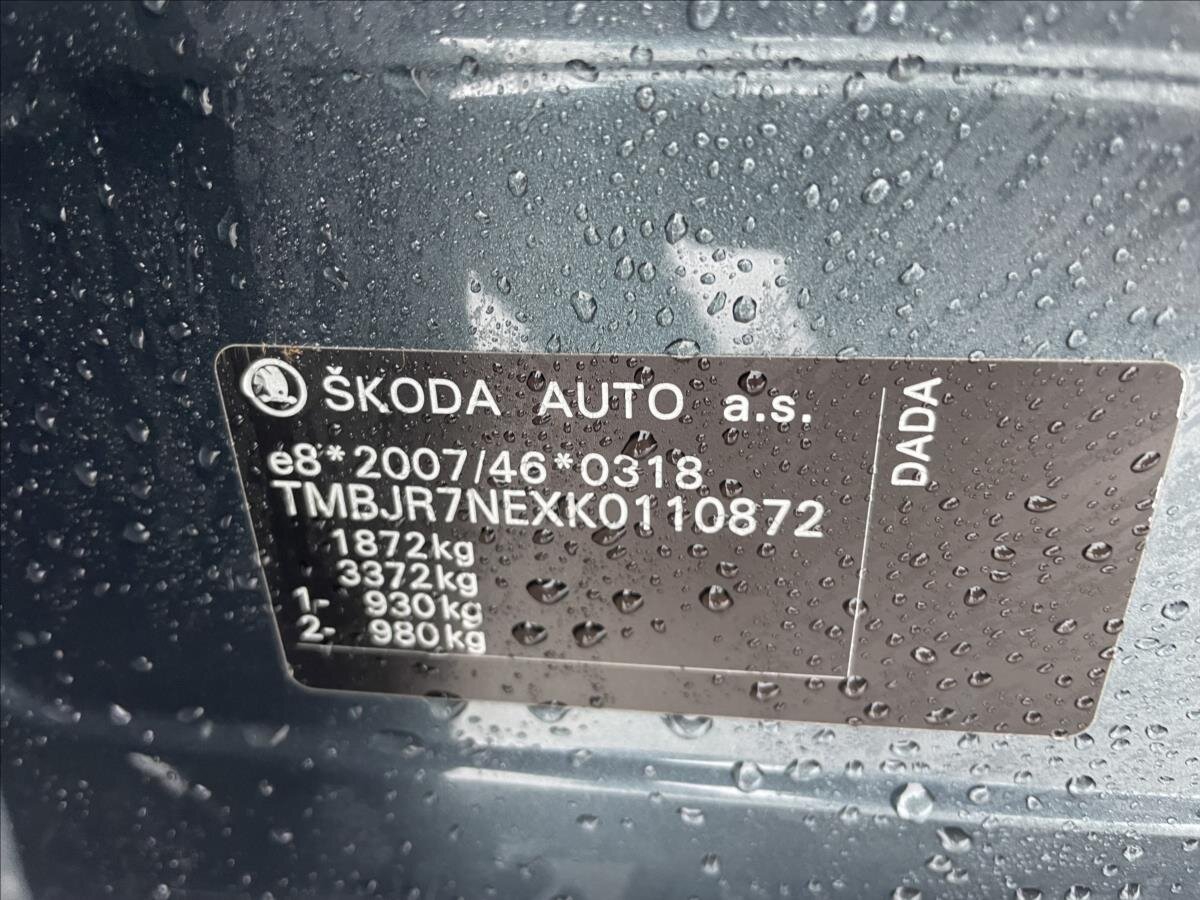 ŠKODA AUTO a.s.
e8*2007/46*0318
TMBJR7NEXK0110872
1872kg
3372kg
1- 930kg
2- 980kg
DADA